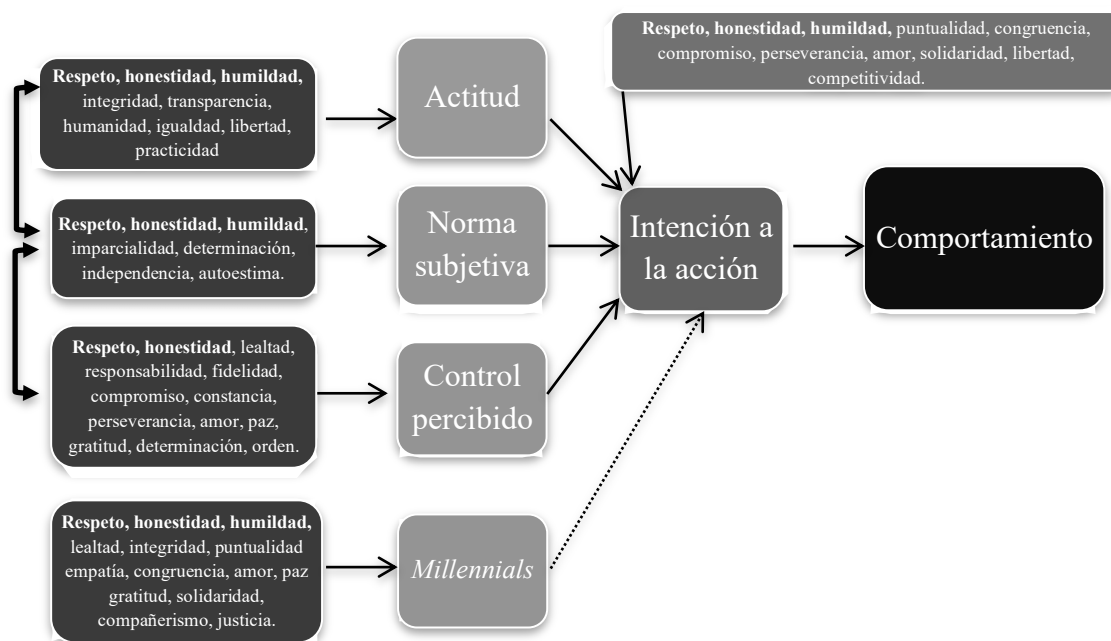 Respeto, honestidad, humildad, puntualidad, congruencia,
compromiso, perseverancia, amor, solidaridad, libertad,
competitividad.
Respeto, honestidad, humildad,
integridad, transparencia,
humanidad, igualdad, libertad,
practicidad
Actitud
Respeto, honestidad, humildad,
imparcialidad, determinación,
independencia, autoestima.
Norma
subjetiva
Intención a
la acción
Comportamiento
Respeto, honestidad, lealtad,
responsabilidad, fidelidad,
compromiso, constancia,
perseverancia, amor, paz,
gratitud, determinación, orden.
Control
percibido
Respeto, honestidad, humildad,
lealtad, integridad, puntualidad
empatía, congruencia, amor, paz
gratitud, solidaridad,
compañerismo, justicia.
Millennials